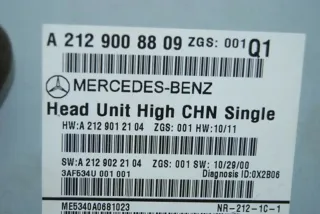 A 212 900 88 09 ZGS: 001 Q1
MERCEDES-BENZ
Head Unit High CHN Single
HW:A 212 901 21 04 ZGS: 001 HW:10/11
SW:A 212 902 21 04 ZGS: 001 SW: 10/29/00
3AF534U 001 001 Diagnosis ID:0X2B06
ME5340A0681023 NR-212-1C-1